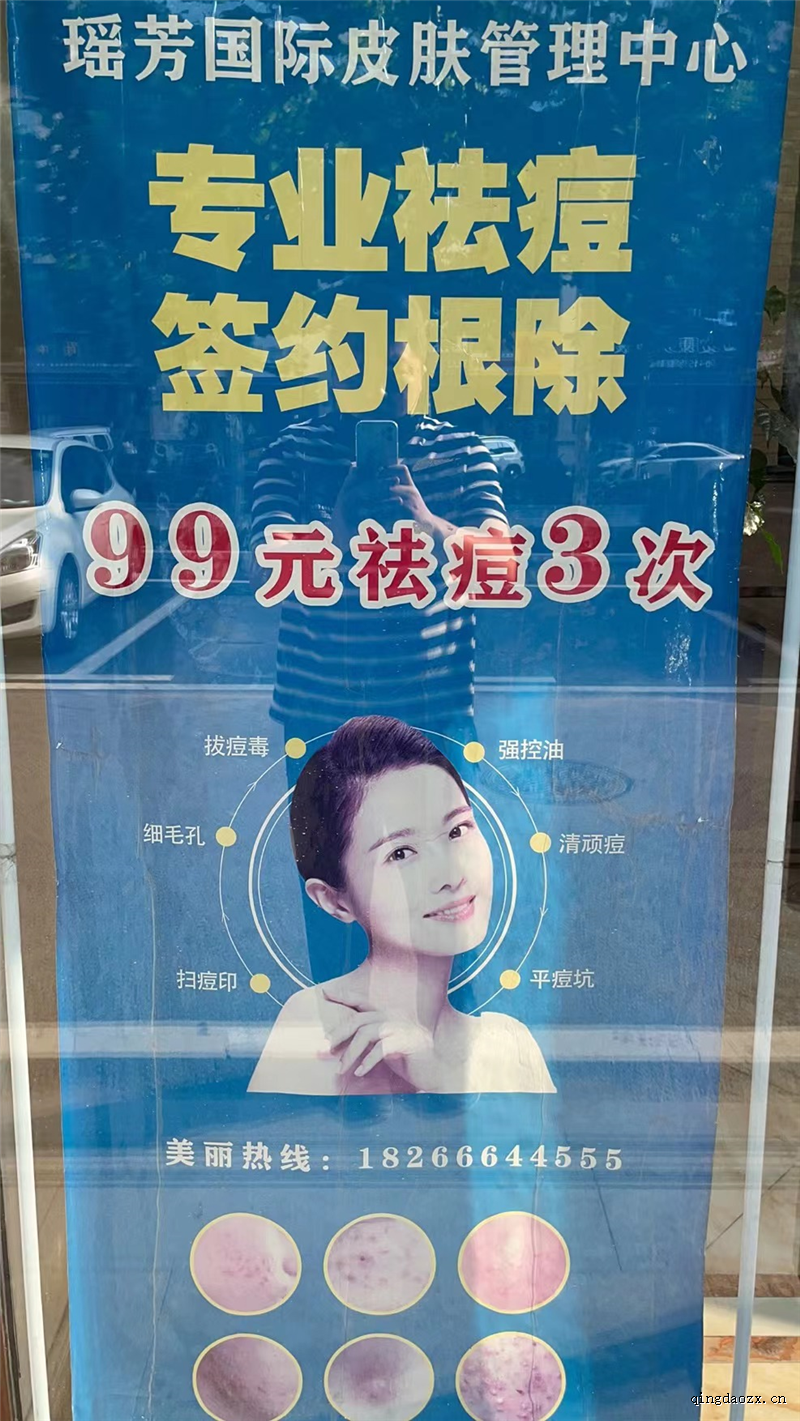 瑶芳国际皮肤管理中心
专业祛痘
签约根除
99元祛痘3次
拔痘毒
强控油
细毛孔
清顽痘
扫痘印
平痘坑
美丽热线：18266644555
qingdaozx.cn